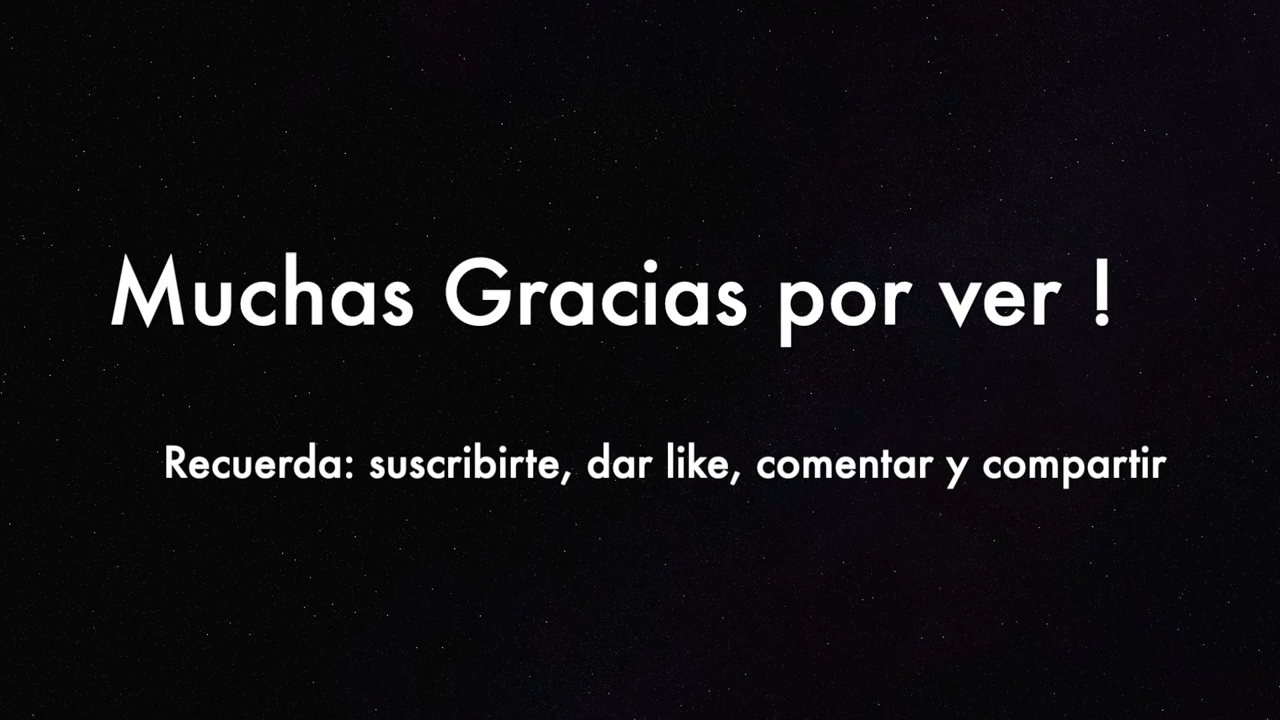 Muchas Gracias por ver !
Recuerda: suscribirte, dar like, comentar y compartir